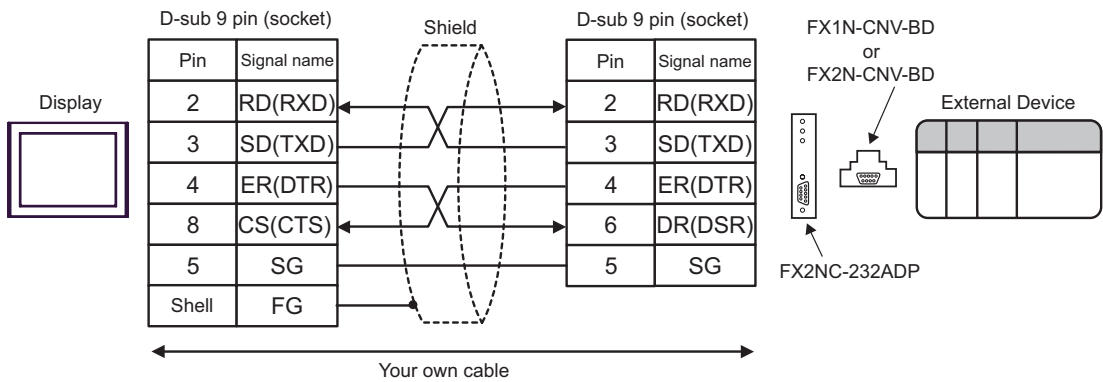 D-sub 9 pin (socket)
Shield
D-sub 9 pin (socket)
FX1N-CNV-BD
or
FX2N-CNV-BD
Display
External Device
Pin Signal name
2 RD(RXD)
3 SD(TXD)
4 ER(DTR)
8 CS(CTS)
5 SG
Shell FG
Pin Signal name
2 RD(RXD)
3 SD(TXD)
4 ER(DTR)
6 DR(DSR)
5 SG
FX2NC-232ADP
Your own cable